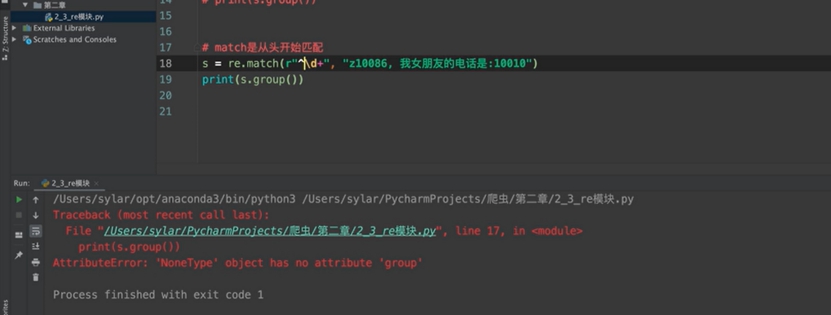 第二章
14
# print(s.group())
2_3_re模块.py
15
External Libraries
16
Scratches and Consoles
Z: Structure
17 # match是从头开始匹配
18 s = re.match(r"^\d+", "z10086, 我女朋友的电话是:10010")
19 print(s.group())
20
21
Run: 2_3_re模块 ×
/Users/sylar/opt/anaconda3/bin/python3 /Users/sylar/PycharmProjects/爬虫/第二章/2_3_re模块.py
Traceback (most recent call last):
File "/Users/sylar/PycharmProjects/爬虫/第二章/2_3_re模块.py", line 17, in <module>
print(s.group())
AttributeError: 'NoneType' object has no attribute 'group'
Process finished with exit code 1